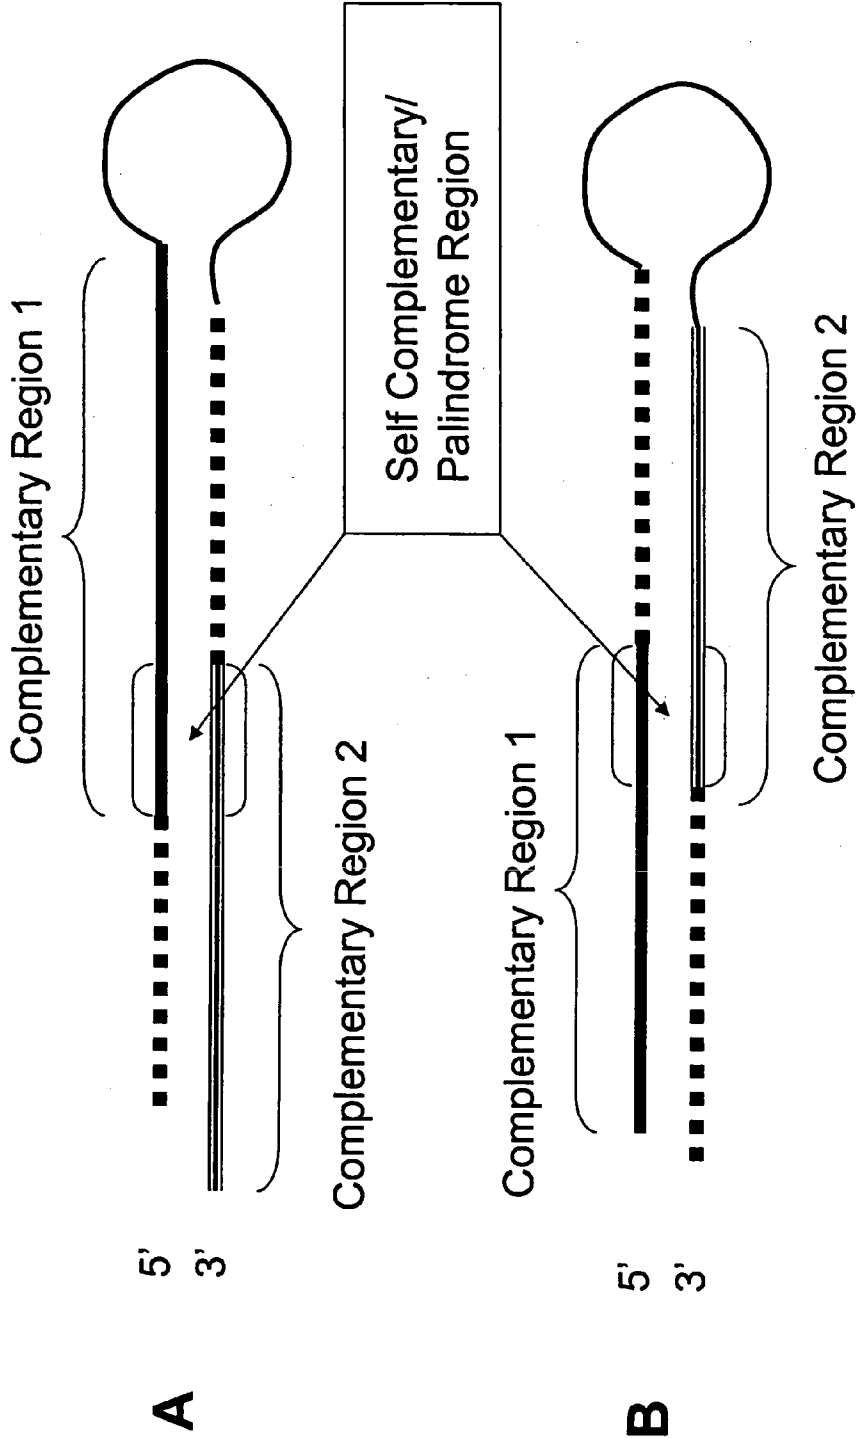 A
Complementary Region 1
5'
3'
Complementary Region 2
Self Complementary/
Palindrome Region
B
Complementary Region 1
5'
3'
Complementary Region 2